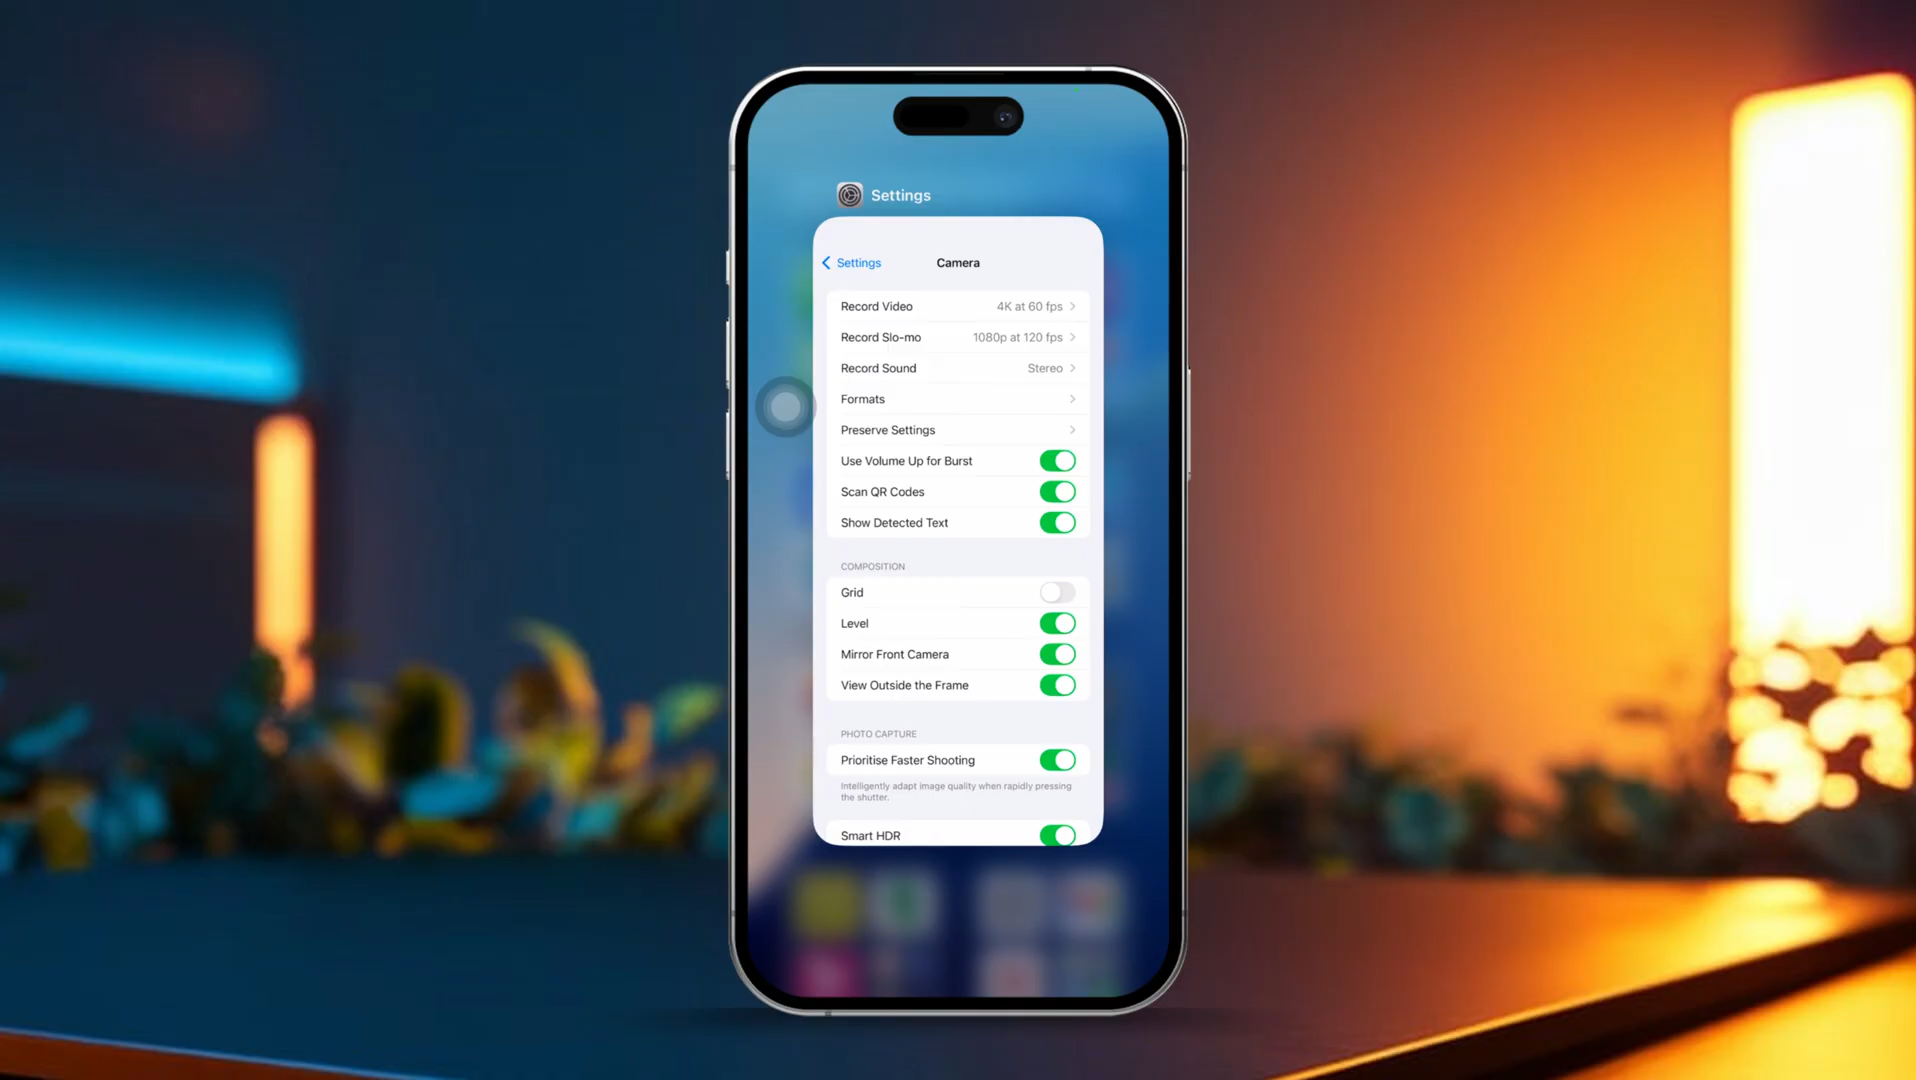 Settings
Settings
Camera
Record Video 4K at 60 fps
Record Slo-mo 1080p at 120 fps
Record Sound Stereo
Formats
Preserve Settings
Use Volume Up for Burst
Scan QR Codes
Show Detected Text
COMPOSITION
Grid
Level
Mirror Front Camera
View Outside the Frame
PHOTO CAPTURE
Prioritise Faster Shooting
Intelligently adapt image quality when rapidly pressing
the shutter.
Smart HDR